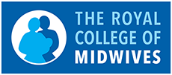 THE ROYAL
COLLEGE OF
MIDWIVES